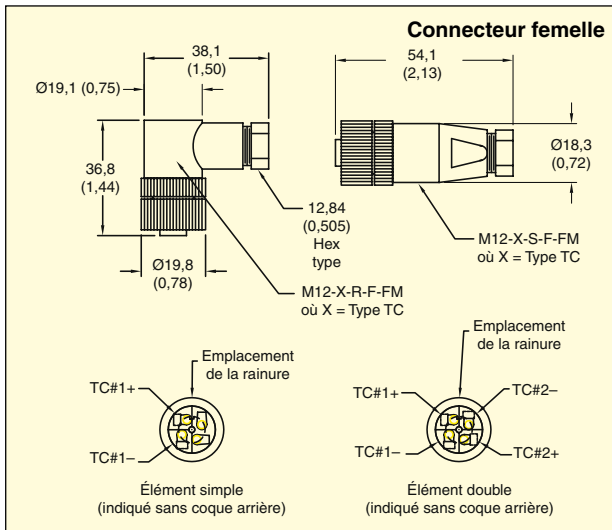 Connecteur femelle
38,1
(1,50)
Ø19,1 (0,75)
36,8
(1,44)
12,84
(0,505)
Hex
type
Ø19,8
(0,78)
M12-X-R-F-FM
où X = Type TC
54,1
(2,13)
Ø18,3
(0,72)
M12-X-S-F-FM
où X = Type TC
Emplacement
de la rainure
TC#1+
TC#1–
Élément simple
(indiqué sans coque arrière)
Emplacement
de la rainure
TC#1+
TC#2–
TC#1–
TC#2+
Élément double
(indiqué sans coque arrière)